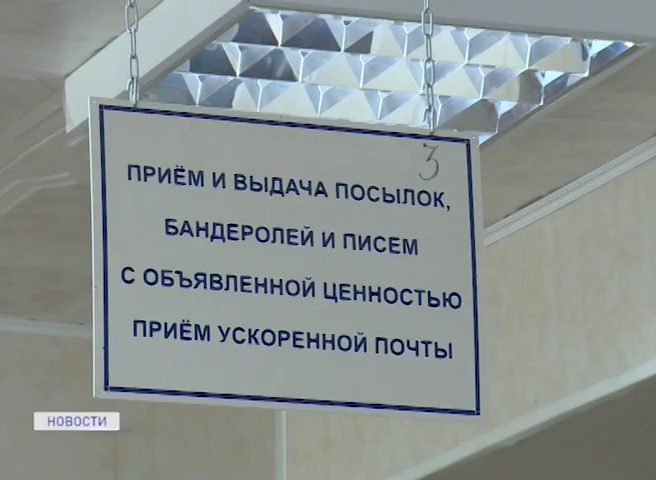 3
ПРИЁМ И ВЫДАЧА ПОСЫЛОК,
БАНДЕРОЛЕЙ И ПИСЕМ
С ОБЪЯВЛЕННОЙ ЦЕННОСТЬЮ
ПРИЁМ УСКОРЕННОЙ ПОЧТЫ
НОВОСТИ